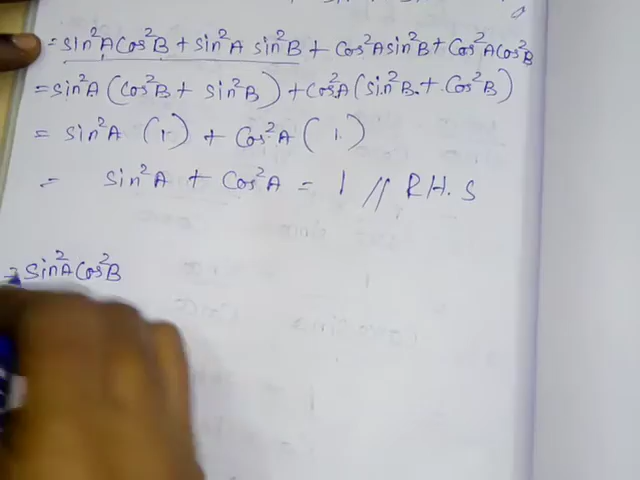 = sin²A cos²B + sin²A sin²B + Cos²A sin²B + Cos²A cos²B
= sin²A (cos²B + sin²B) + cos²A (sin²B + Cos²B)
= sin²A (1) + Cos²A (1)
= sin²A + Cos²A = 1 // R.H.S
= sin²A Cos²B